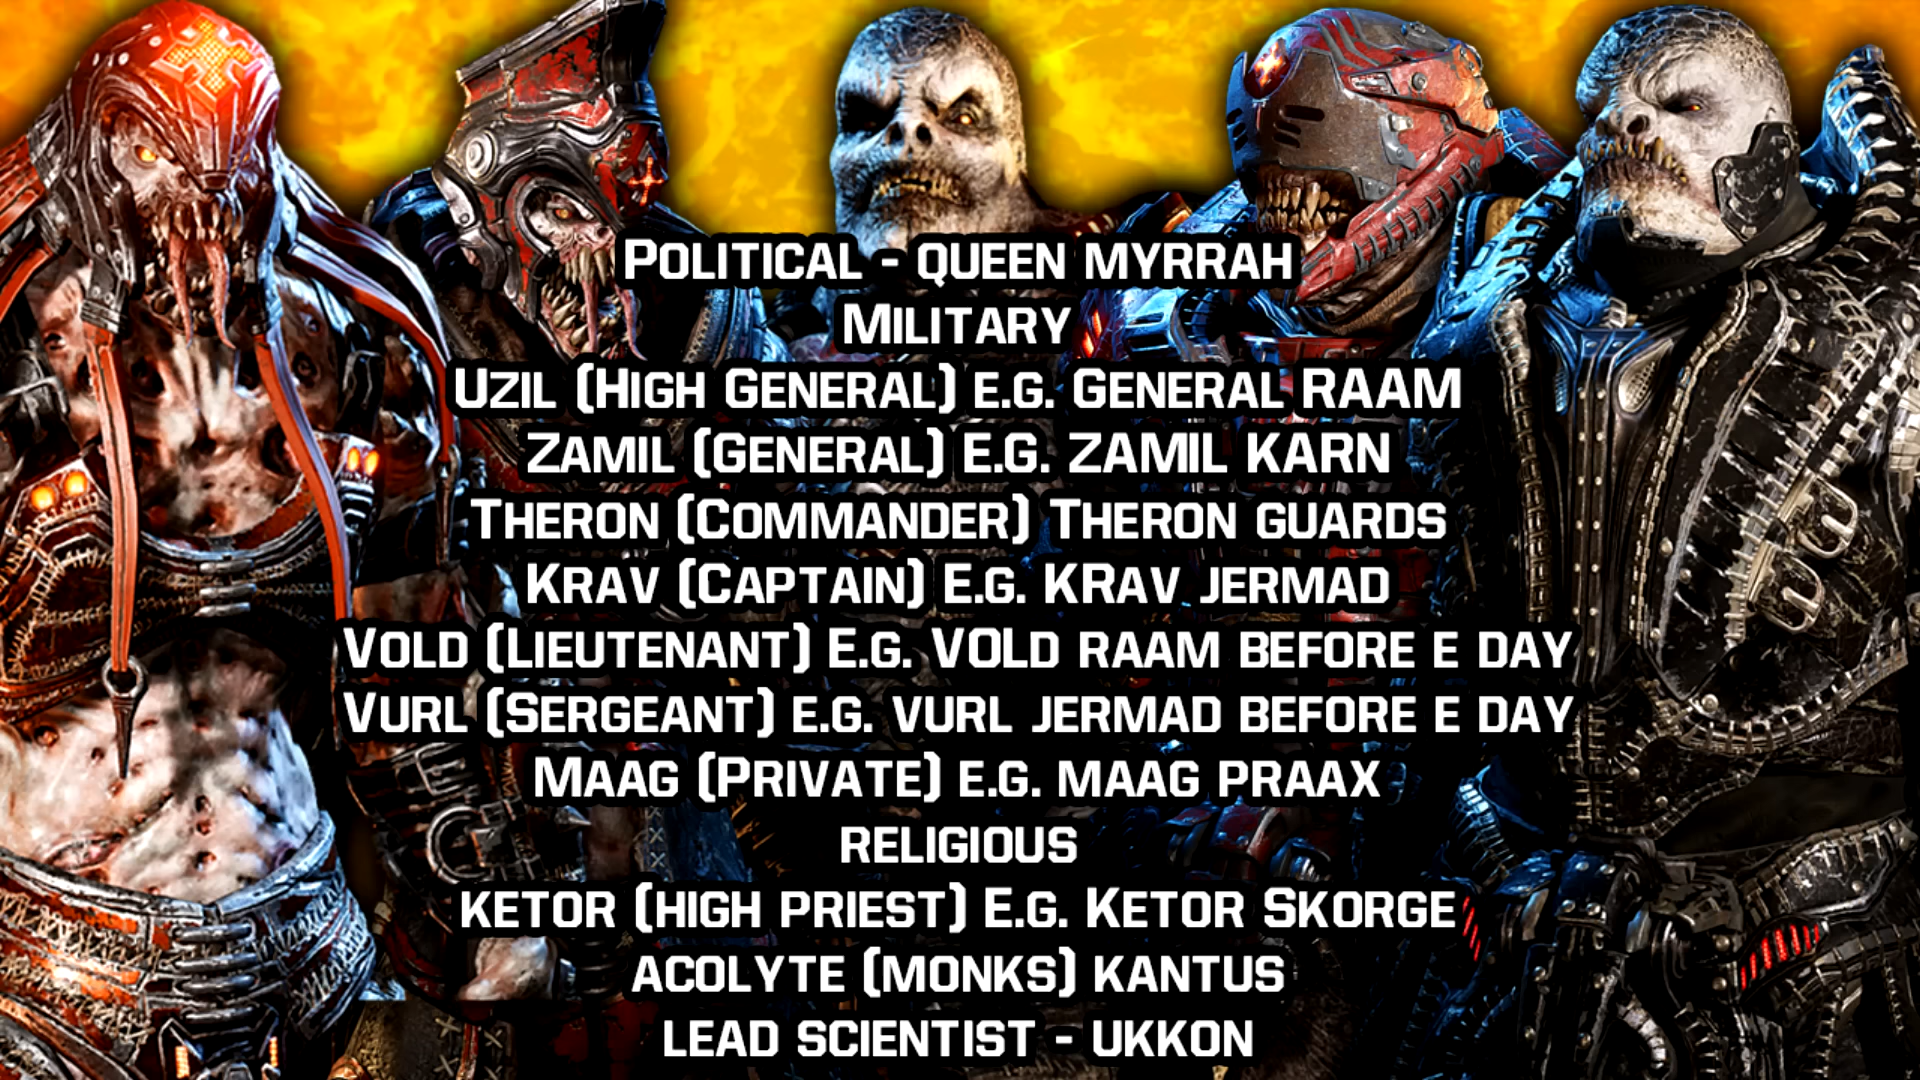 POLITICAL - QUEEN MYRRAH
MILITARY
UZIL (HIGH GENERAL) E.G. GENERAL RAAM
ZAMIL (GENERAL) E.G. ZAMIL KARN
THERON (COMMANDER) THERON GUARDS
KRAV (CAPTAIN) E.G. KRAV JERMAD
VOLD (LIEUTENANT) E.G. VOLD RAAM BEFORE E DAY
VURL (SERGEANT) E.G. VURL JERMAD BEFORE E DAY
MAAG (PRIVATE) E.G. MAAG PRAAX
RELIGIOUS
KETOR (HIGH PRIEST) E.G. KETOR SKORGE
ACOLYTE (MONKS) KANTUS
LEAD SCIENTIST - UKKON